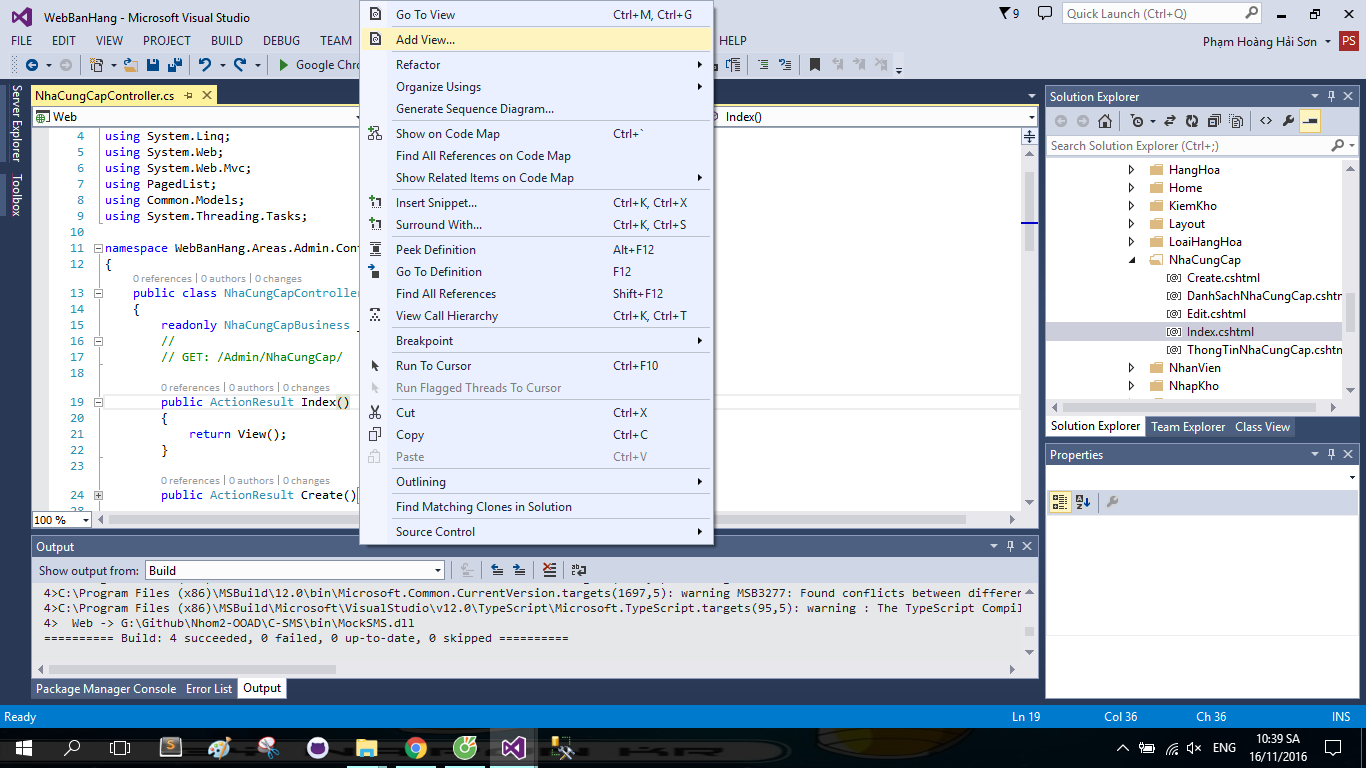 WebBanHang - Microsoft Visual Studio
9
Quick Launch (Ctrl+Q)
FILE EDIT VIEW PROJECT BUILD DEBUG TEAM
HELP
Phạm Hoàng Hải Sơn
PS
Google Chro
Server Explorer
Toolbox
NhaCungCapController.cs
Web
Index()
4 using System.Linq;
5 using System.Web;
6 using System.Web.Mvc;
7 using PagedList;
8 using Common.Models;
9 using System.Threading.Tasks;
10
11 namespace WebBanHang.Areas.Admin.Cont
12 {
0 references | 0 authors | 0 changes
13 public class NhaCungCapController
14 {
15 readonly NhaCungCapBusiness _
16 //
17 // GET: /Admin/NhaCungCap/
18
0 references | 0 authors | 0 changes
19 public ActionResult Index()
20 {
21 return View();
22 }
23
0 references | 0 authors | 0 changes
24 public ActionResult Create()
100 %
Go To View Ctrl+M, Ctrl+G
Add View...
Refactor
Organize Usings
Generate Sequence Diagram...
Show on Code Map Ctrl+`
Find All References on Code Map
Show Related Items on Code Map
Insert Snippet... Ctrl+K, Ctrl+X
Surround With... Ctrl+K, Ctrl+S
Peek Definition Alt+F12
Go To Definition F12
Find All References Shift+F12
View Call Hierarchy Ctrl+K, Ctrl+T
Breakpoint
Run To Cursor Ctrl+F10
Run Flagged Threads To Cursor
Cut Ctrl+X
Copy Ctrl+C
Paste Ctrl+V
Outlining
Find Matching Clones in Solution
Source Control
Solution Explorer
Search Solution Explorer (Ctrl+;)
HangHoa
Home
KiemKho
Layout
LoaiHangHoa
NhaCungCap
Create.cshtml
DanhSachNhaCungCap.cshtm
Edit.cshtml
Index.cshtml
ThongTinNhaCungCap.cshtm
NhanVien
NhapKho
Solution Explorer Team Explorer Class View
Properties
Output
Show output from: Build
4>C:\Program Files (x86)\MSBuild\12.0\bin\Microsoft.Common.CurrentVersion.targets(1697,5): warning MSB3277: Found conflicts between differen
4>C:\Program Files (x86)\MSBuild\Microsoft\VisualStudio\v12.0\TypeScript\Microsoft.TypeScript.targets(95,5): warning : The TypeScript Compil
4> Web -> G:\Github\Nhom2-OOAD\C-SMS\bin\MockSMS.dll
========== Build: 4 succeeded, 0 failed, 0 up-to-date, 0 skipped ==========
Package Manager Console Error List Output
Ready
Ln 19 Col 36 Ch 36 INS
ENG
10:39 SA
16/11/2016